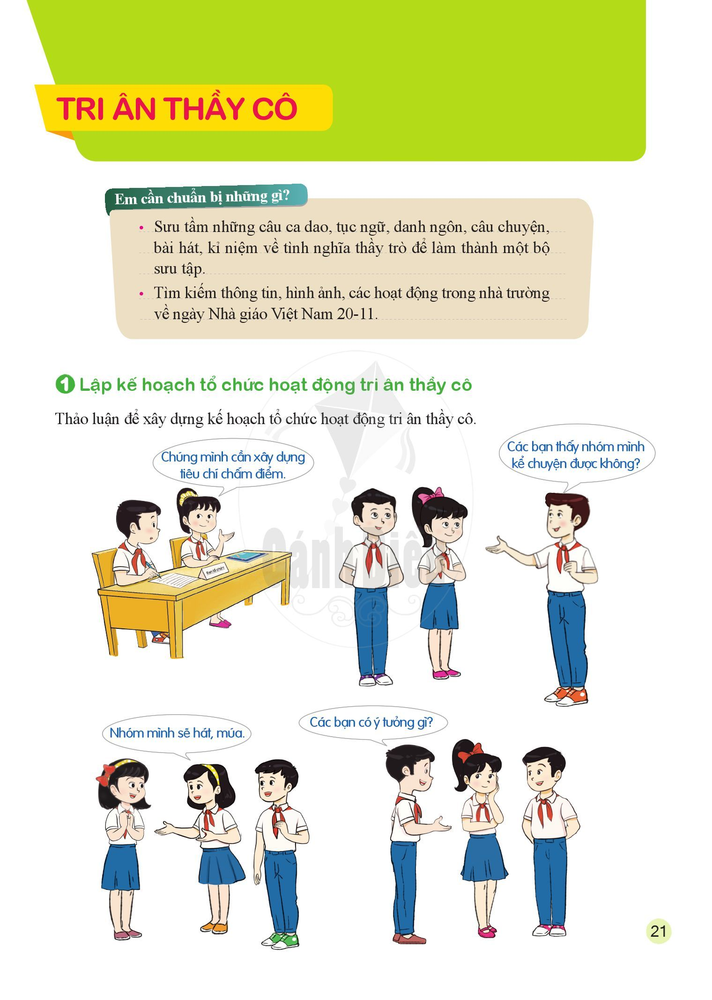 TRI ÂN THẦY CÔ
Em cần chuẩn bị những gì?
• Sưu tầm những câu ca dao, tục ngữ, danh ngôn, câu chuyện,
bài hát, kỉ niệm về tình nghĩa thầy trò để làm thành một bộ
sưu tập.
• Tìm kiếm thông tin, hình ảnh, các hoạt động trong nhà trường
về ngày Nhà giáo Việt Nam 20-11.
1 Lập kế hoạch tổ chức hoạt động tri ân thầy cô
Thảo luận để xây dựng kế hoạch tổ chức hoạt động tri ân thầy cô.
Chúng mình cần xây dựng
tiêu chí chấm điểm.
Các bạn thấy nhóm mình
kể chuyện được không?
Ban tổ chức
Cánh Diề
Nhóm mình sẽ hát, múa.
Các bạn có ý tưởng gì?
21